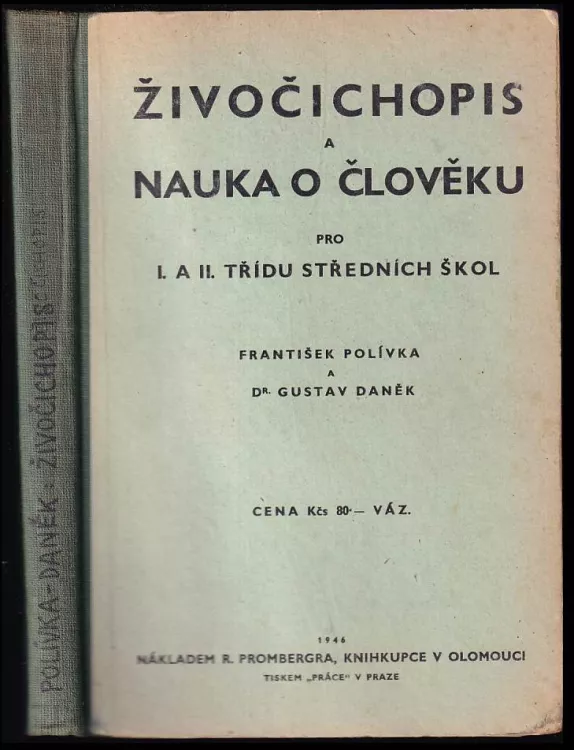 ŽIVOČICHOPIS
A
NAUKA O ČLOVĚKU
PRO
I. A II. TŘÍDU STŘEDNÍCH ŠKOL
FRANTIŠEK POLÍVKA
A
DR. GUSTAV DANĚK
CENA Kčs 80·— VÁZ.
1946
NÁKLADEM R. PROMBERGRA, KNIHKUPCE V OLOMOUCI
TISKEM „PRÁCE" V PRAZE
POLÍVKA-DANĚK: ŽIVOČICHOPIS